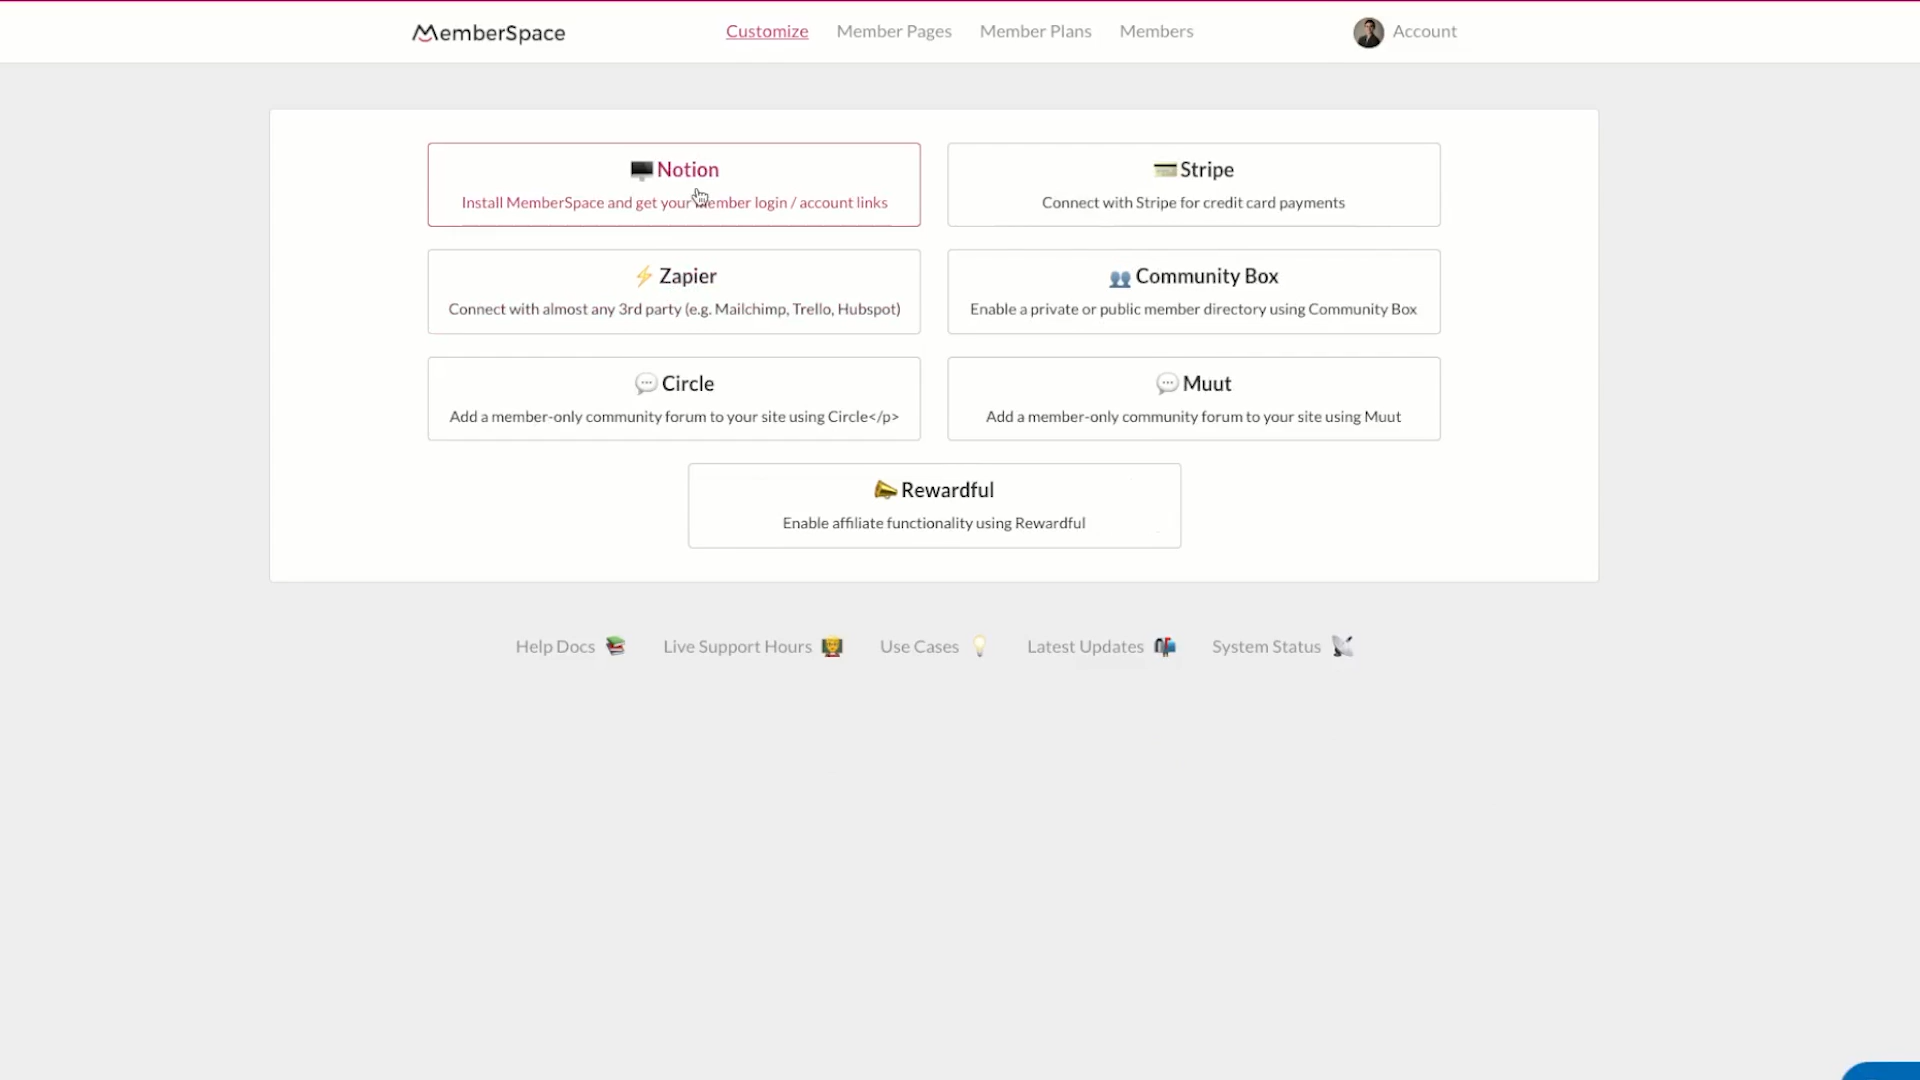 MemberSpace
Customize
Member Pages
Member Plans
Members
Account
Notion
Install MemberSpace and get your member login / account links
Stripe
Connect with Stripe for credit card payments
Zapier
Connect with almost any 3rd party (e.g. Mailchimp, Trello, Hubspot)
Community Box
Enable a private or public member directory using Community Box
Circle
Add a member-only community forum to your site using Circle</p>
Muut
Add a member-only community forum to your site using Muut
Rewardful
Enable affiliate functionality using Rewardful
Help Docs
Live Support Hours
Use Cases
Latest Updates
System Status